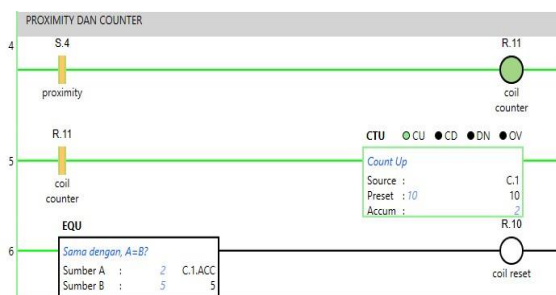 PROXIMITY DAN COUNTER
4
S.4
R.11
proximity
coil
counter
R.11
CTU CU CD DN OV
5
Count Up
Source : C.1
Preset : 10 10
Accum : 2
coil
counter
EQU
R.10
6
Sama dengan, A=B?
Sumber A : 2 C.1.ACC
Sumber B : 5 5
coil reset